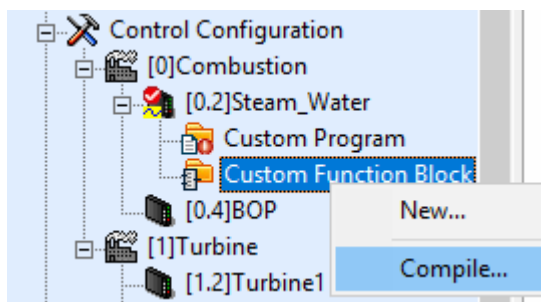 Control Configuration
[0]Combustion
[0.2]Steam_Water
Custom Program
Custom Function Block
[0.4]BOP
New...
[1]Turbine
Compile...
[1.2]Turbine1